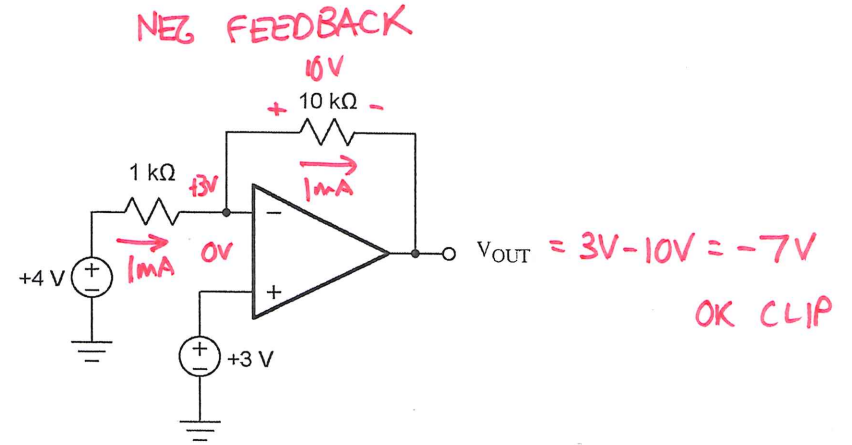 NEG FEEDBACK
10V
+ 10 kΩ -
1 kΩ
+3V
1mA
−
1mA
0V
VOUT = 3V-10V = -7V
+4 V
+
−
+
OK CLIP
+
−
+3 V